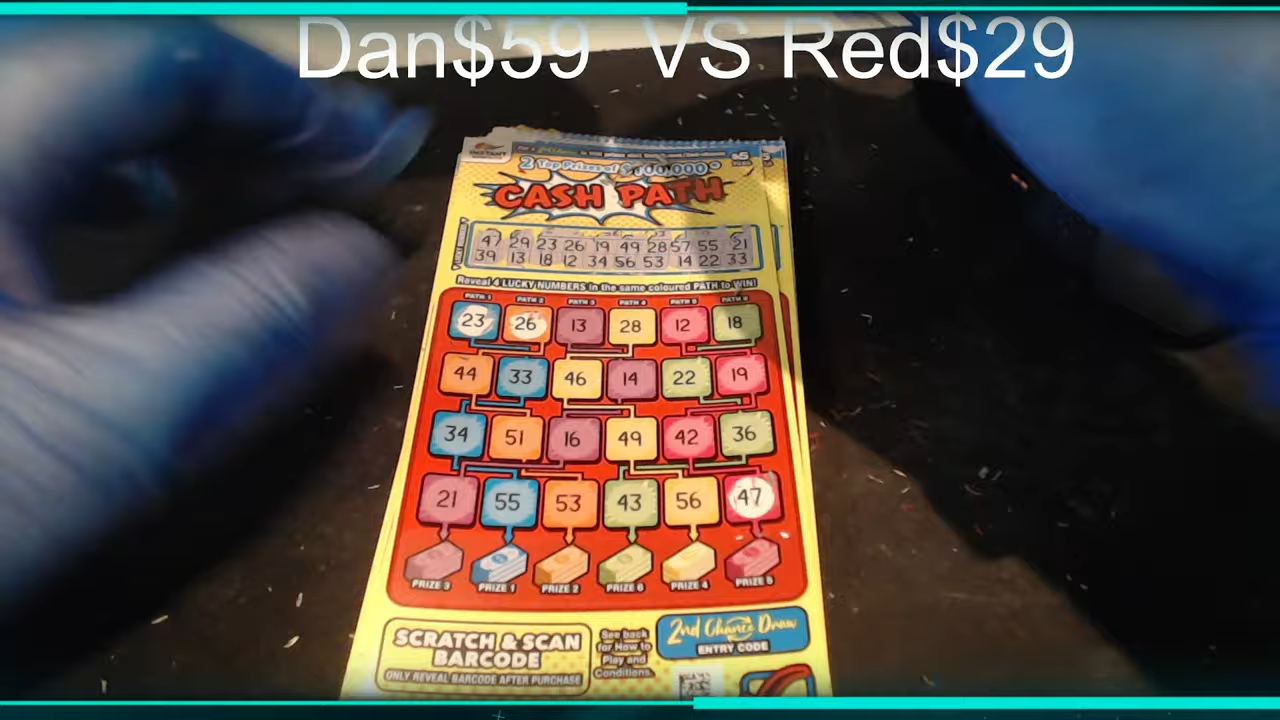 Dan$59 VS Red$29
INSTANT
$5
2 Top Prizes of $100,000
CASH PATH
LUCKY NUMBERS
47 29 23 26 19 49 28 57 55 21
39 13 18 12 34 56 53 14 22 33
Reveal 4 LUCKY NUMBERS in the same coloured PATH to WIN!
PATH 1 PATH 2 PATH 3 PATH 4 PATH 5 PATH 6
23 26 13 28 12 18
44 33 46 14 22 19
34 51 16 49 42 36
21 55 53 43 56 47
PRIZE 3 PRIZE 1 PRIZE 2 PRIZE 6 PRIZE 4 PRIZE 5
SCRATCH & SCAN
BARCODE
ONLY REVEAL BARCODE AFTER PURCHASE
See back
for How to
Play and
Conditions.
2nd Chance Draw
ENTRY CODE